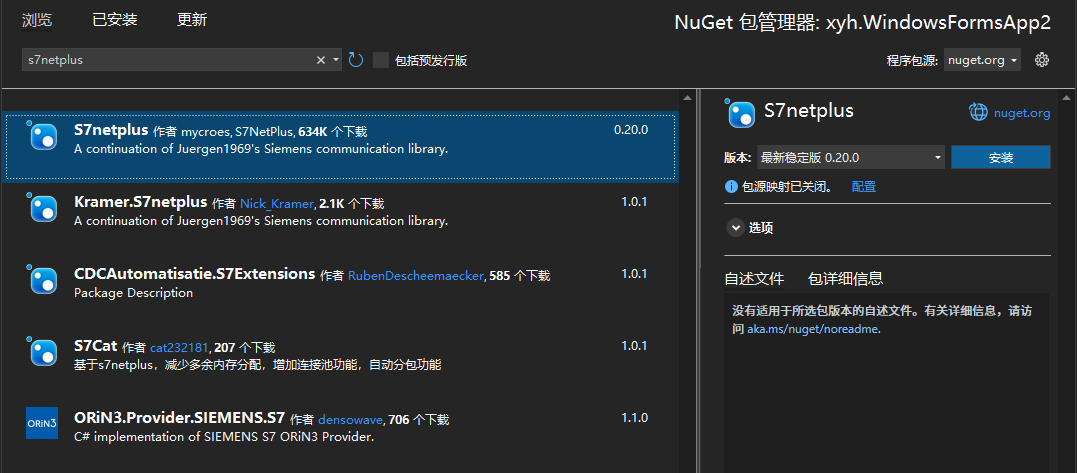 浏览 已安装 更新 NuGet 包管理器: xyh.WindowsFormsApp2
s7netplus 包括预发行版 程序包源: nuget.org
S7netplus 作者 mycroes, S7NetPlus, 634K 个下载 0.20.0
A continuation of Juergen1969's Siemens communication library.
Kramer.S7netplus 作者 Nick_Kramer, 2.1K 个下载 1.0.1
A continuation of Juergen1969's Siemens communication library.
CDCAutomatisatie.S7Extensions 作者 RubenDescheemaecker, 585 个下载 1.0.1
Package Description
S7Cat 作者 cat232181, 207 个下载 1.0.1
基于s7netplus，减少多余内存分配，增加连接池功能，自动分包功能
ORiN3
ORiN3.Provider.SIEMENS.S7 作者 densowave, 706 个下载 1.1.0
C# implementation of SIEMENS S7 ORiN3 Provider.
S7netplus nuget.org
版本: 最新稳定版 0.20.0 安装
包源映射已关闭。 配置
选项
自述文件 包详细信息
没有适用于所选包版本的自述文件。有关详细信息，请访
问 aka.ms/nuget/noreadme.